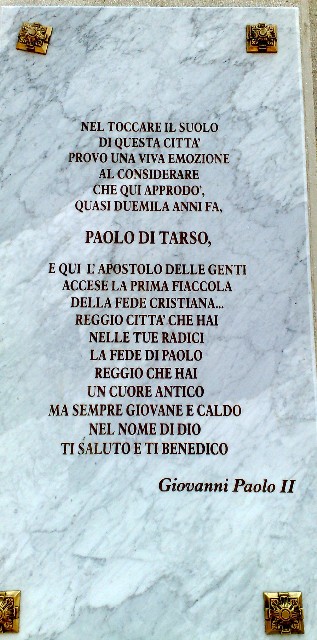 NEL TOCCARE IL SUOLO
DI QUESTA CITTA'
PROVO UNA VIVA EMOZIONE
AL CONSIDERARE
CHE QUI APPRODO',
QUASI DUEMILA ANNI FA,
PAOLO DI TARSO,
E QUI L'APOSTOLO DELLE GENTI
ACCESE LA PRIMA FIACCOLA
DELLA FEDE CRISTIANA...
REGGIO CITTA' CHE HAI
NELLE TUE RADICI
LA FEDE DI PAOLO
REGGIO CHE HAI
UN CUORE ANTICO
MA SEMPRE GIOVANE E CALDO
NEL NOME DI DIO
TI SALUTO E TI BENEDICO
Giovanni Paolo II